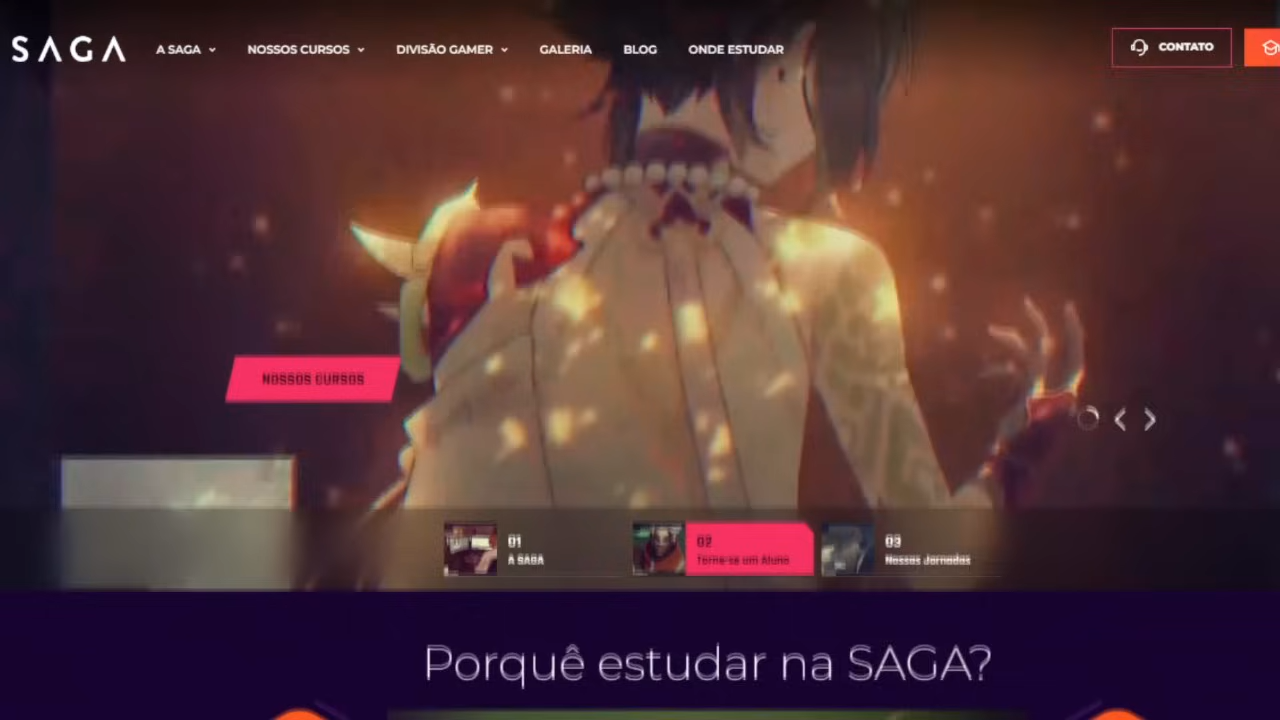 SAGA
A SAGA
NOSSOS CURSOS
DIVISÃO GAMER
GALERIA
BLOG
ONDE ESTUDAR
CONTATO
NOSSOS CURSOS
01
A SAGA
02
Torne-se um Aluno
03
Nossas Jornadas
Porquê estudar na SAGA?